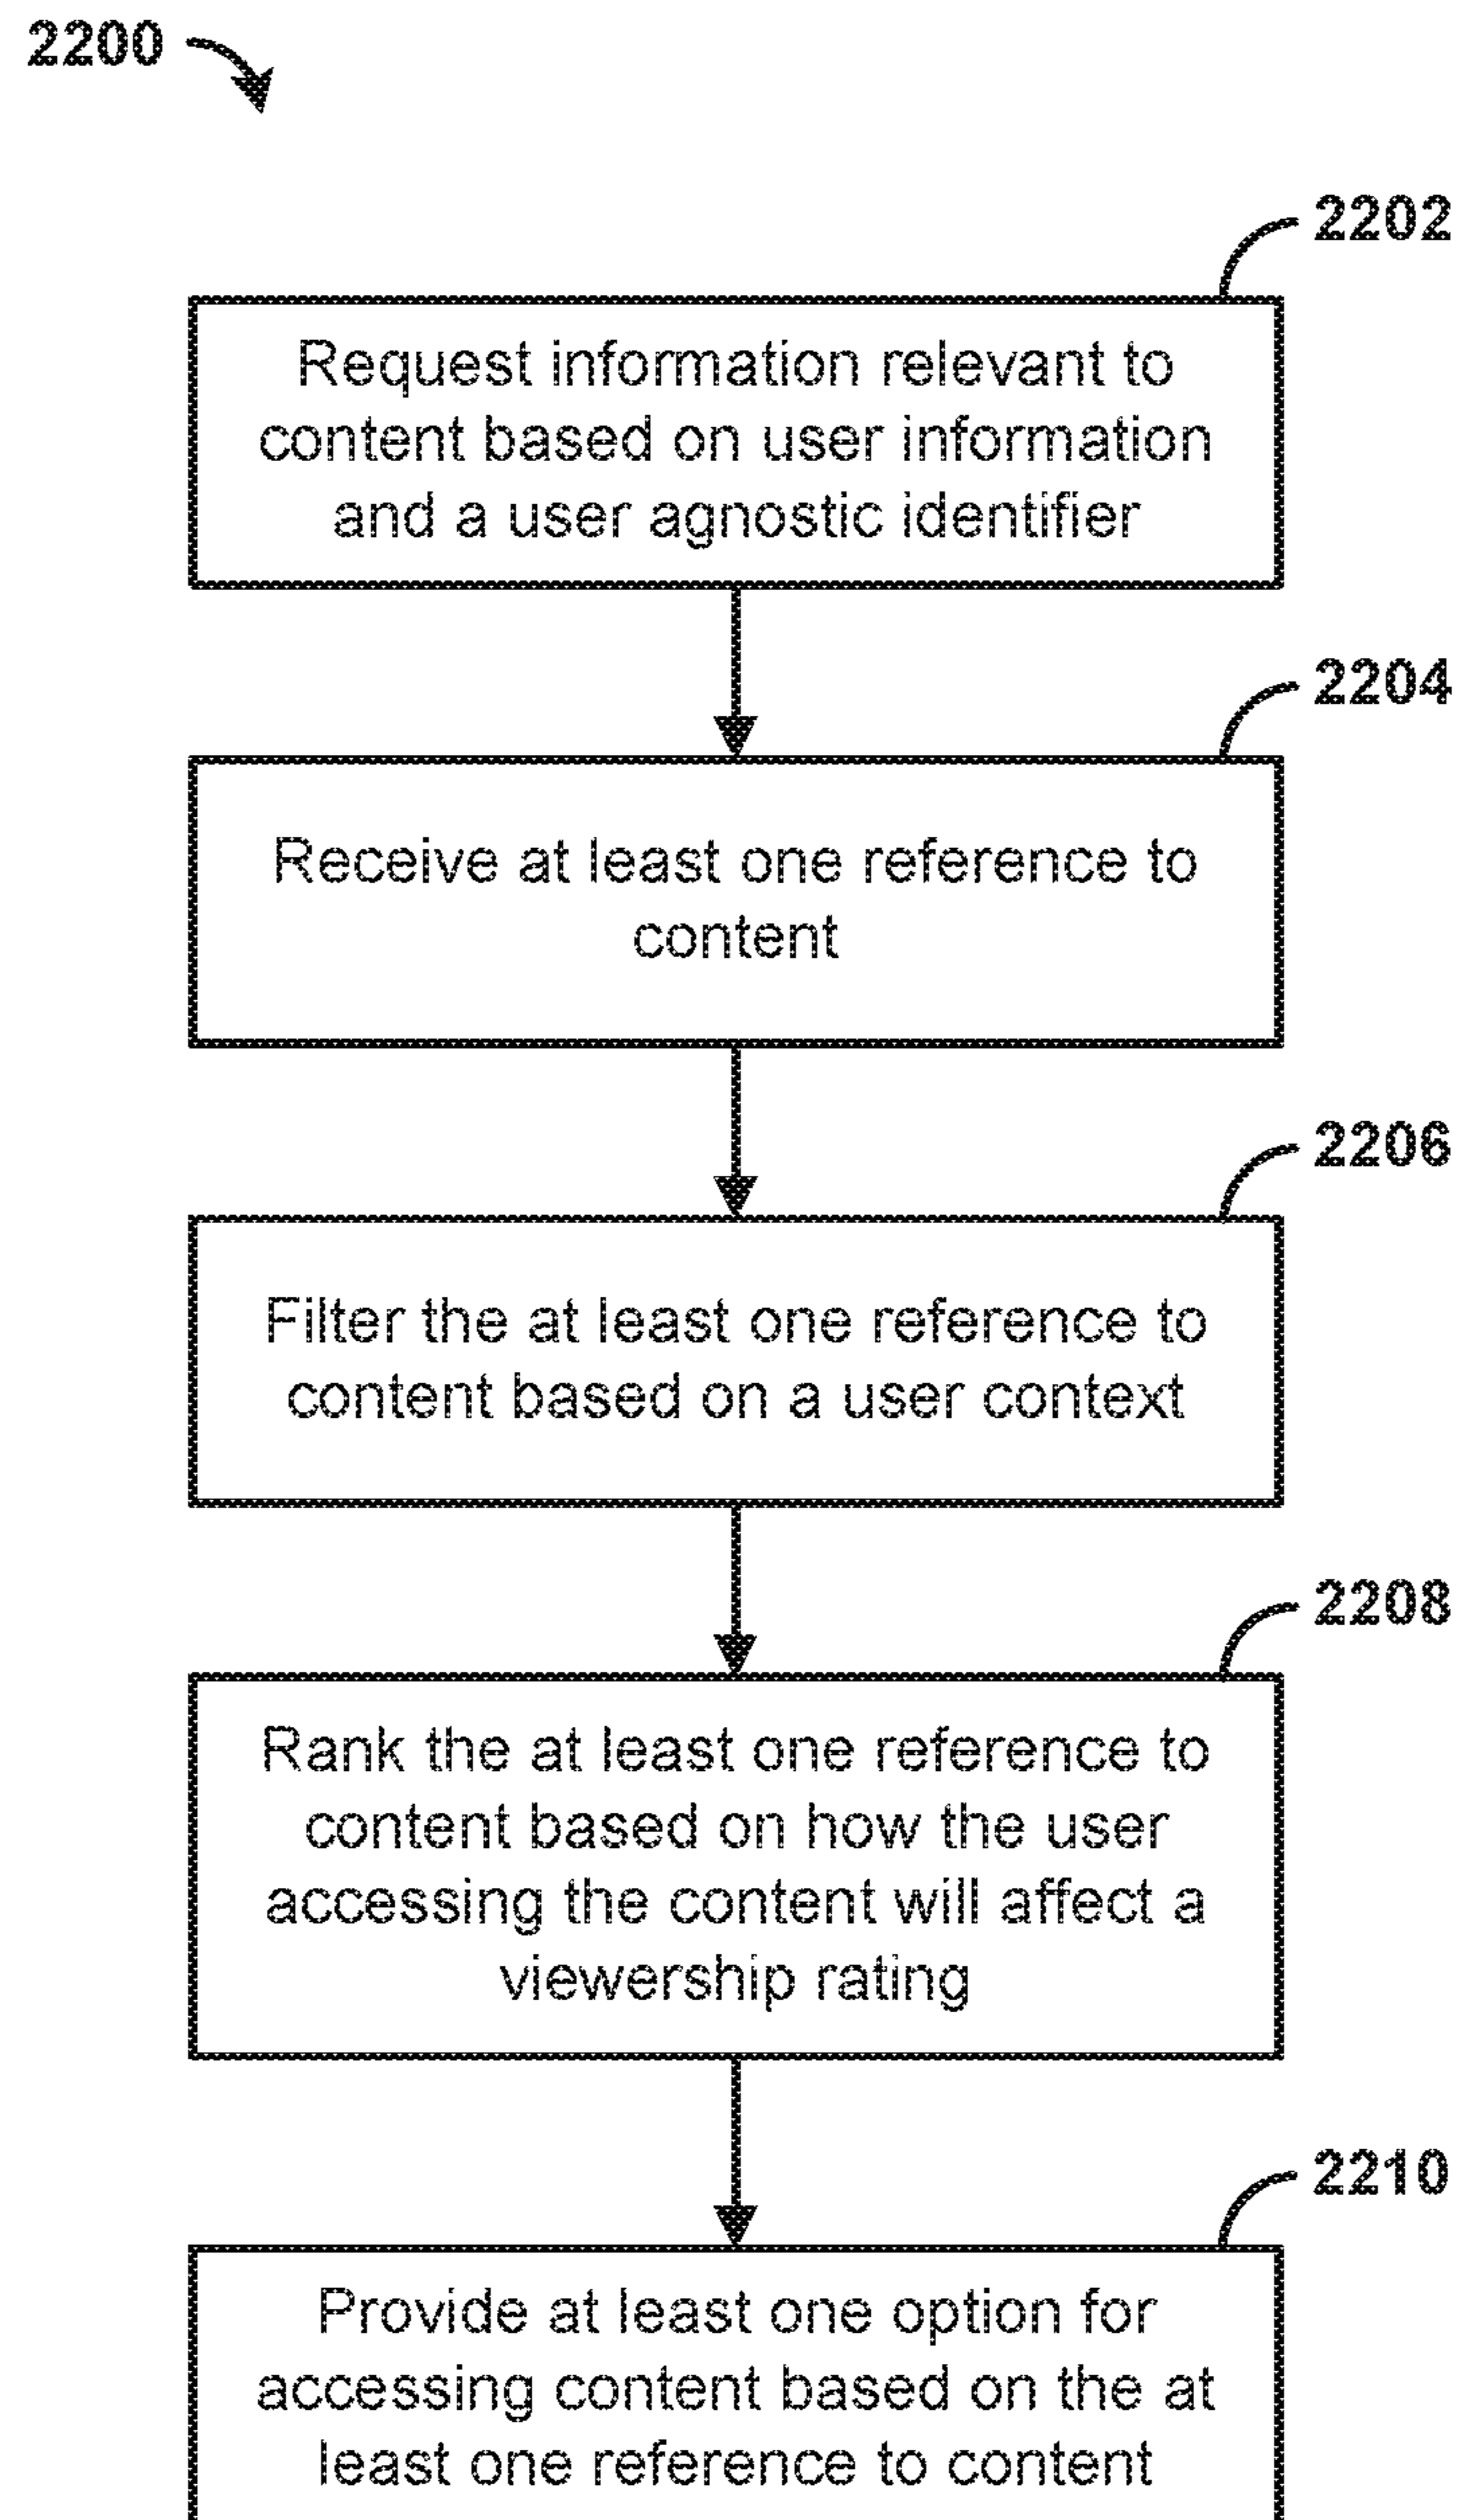 2200
2202
Request information relevant to
content based on user information
and a user agnostic identifier
2204
Receive at least one reference to
content
2206
Filter the at least one reference to
content based on a user context
2208
Rank the at least one reference to
content based on how the user
accessing the content will affect a
viewership rating
2210
Provide at least one option for
accessing content based on the at
least one reference to content